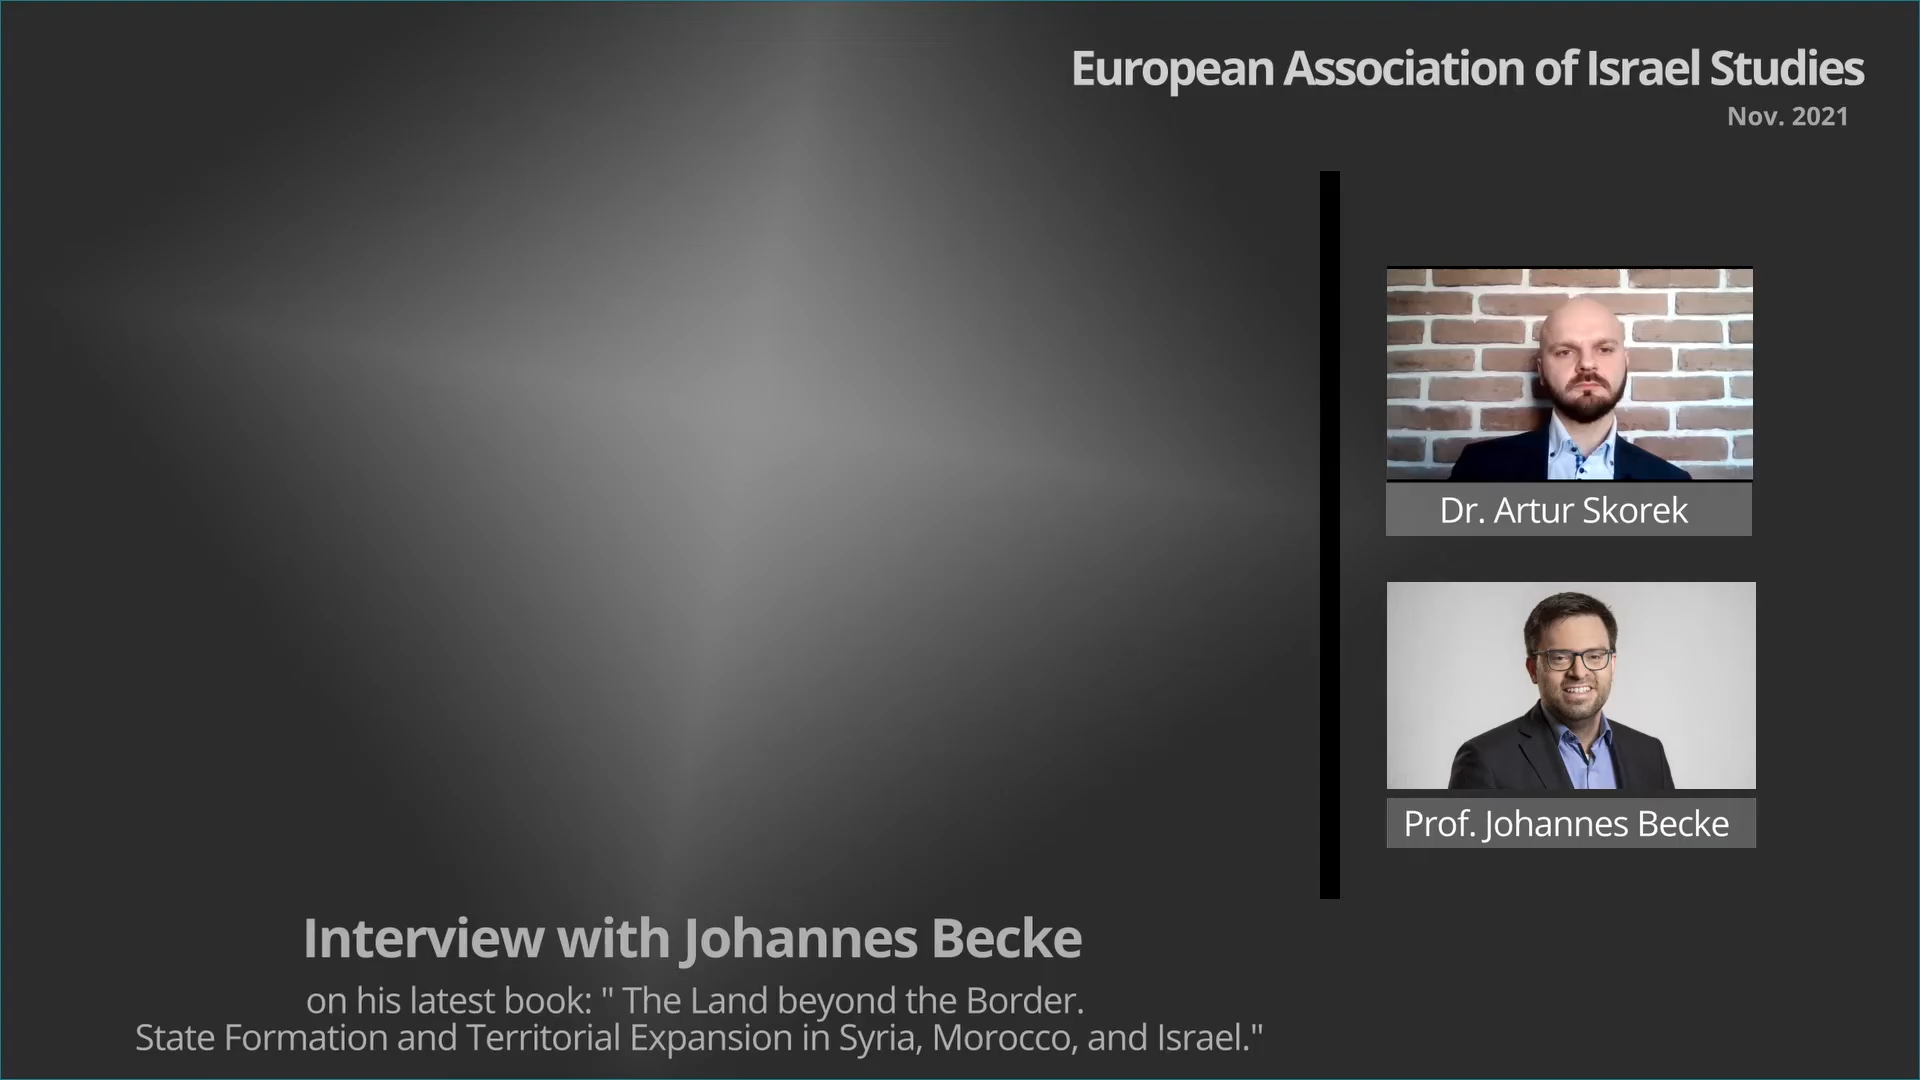 European Association of Israel Studies
Nov. 2021
Dr. Artur Skorek
Prof. Johannes Becke
Interview with Johannes Becke
on his latest book: " The Land beyond the Border.
State Formation and Territorial Expansion in Syria, Morocco, and Israel."